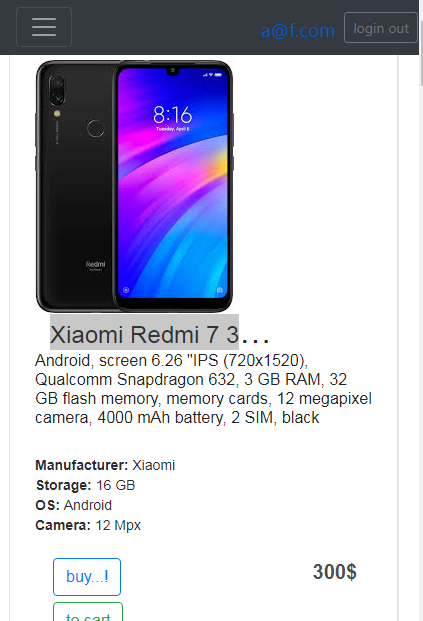 a@f.com login out
8:16
Tuesday, April 6
Redmi
Xiaomi Redmi 7 3...
Android, screen 6.26 "IPS (720x1520),
Qualcomm Snapdragon 632, 3 GB RAM, 32
GB flash memory, memory cards, 12 megapixel
camera, 4000 mAh battery, 2 SIM, black
Manufacturer: Xiaomi
Storage: 16 GB
OS: Android
Camera: 12 Mpx
buy...! 300$
to cart